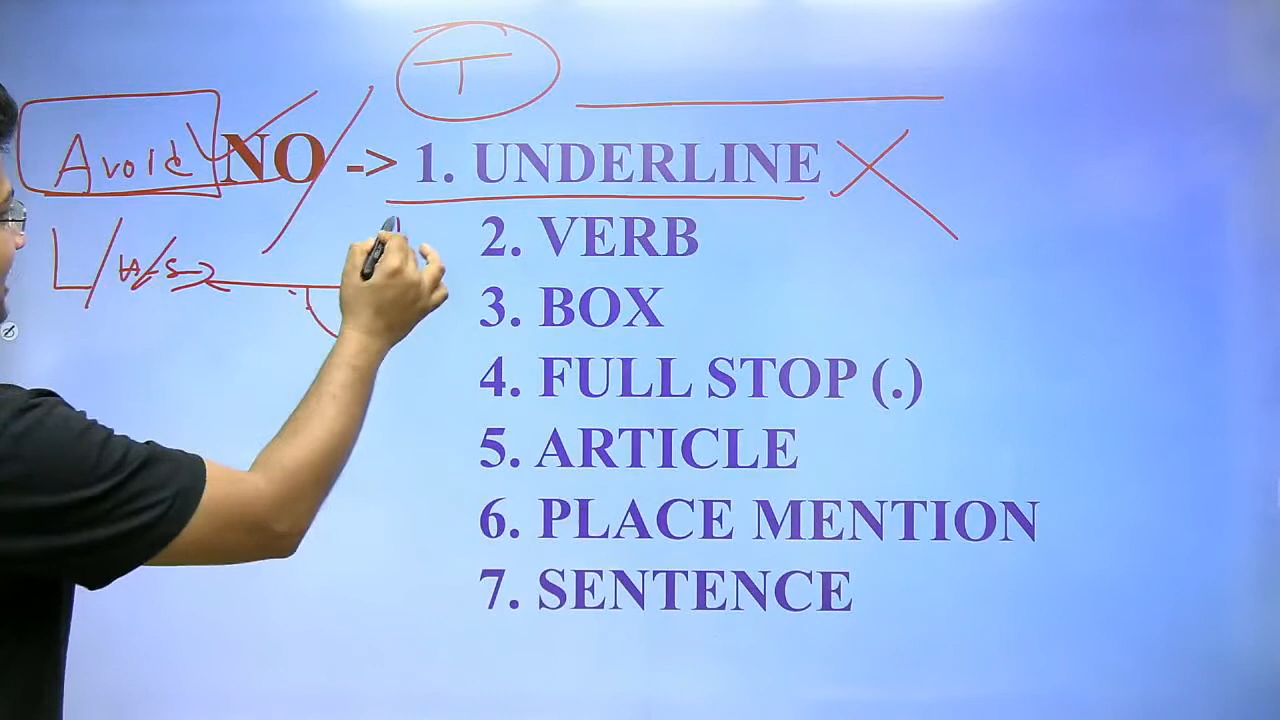 T
Avoid NO -> 1. UNDERLINE
2. VERB
3. BOX
4. FULL STOP (.)
5. ARTICLE
6. PLACE MENTION
7. SENTENCE